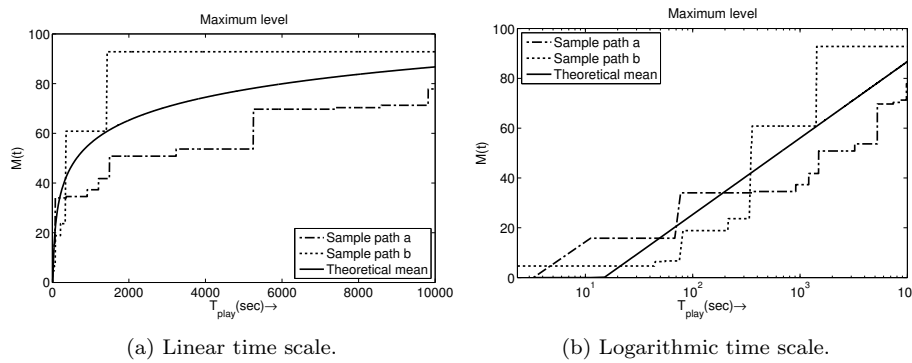 Maximum level
100
80
60
40
20
0
M(t)
0
2000
4000
6000
8000
10000
T_play(sec)→
Sample path a
Sample path b
Theoretical mean
(a) Linear time scale.
Maximum level
100
80
60
40
20
0
M(t)
10^1
10^2
10^3
10^4
T_play(sec)→
Sample path a
Sample path b
Theoretical mean
(b) Logarithmic time scale.